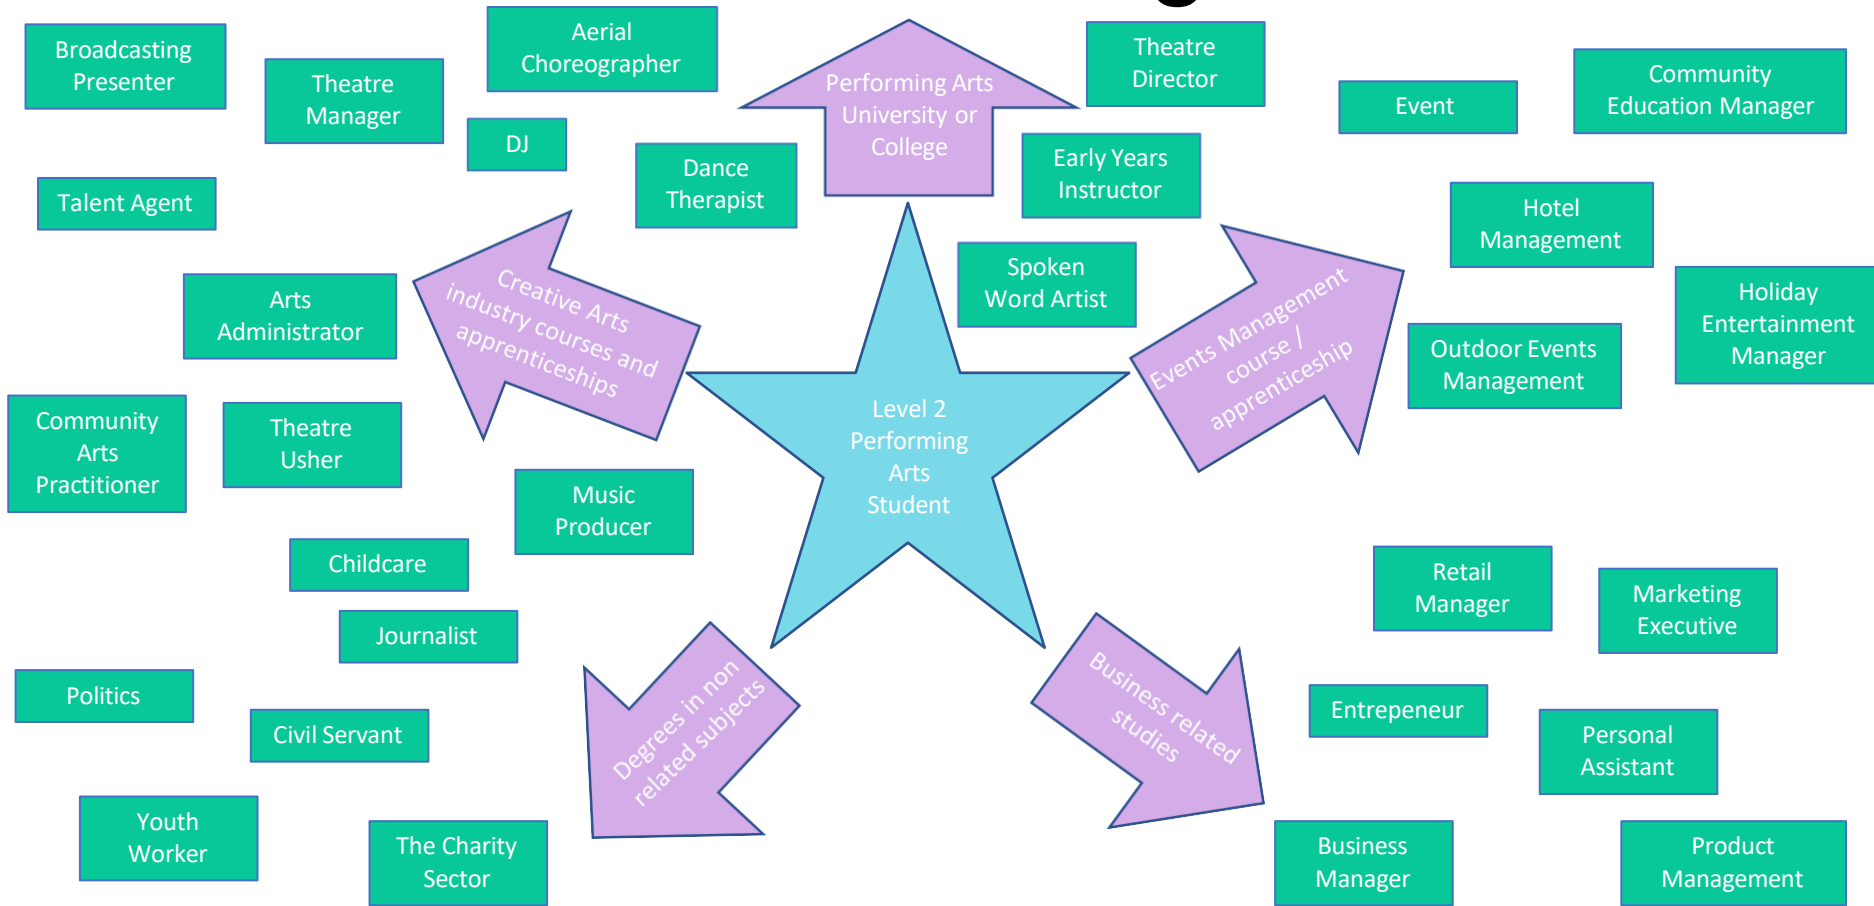 Broadcasting
Presenter
Theatre
Manager
Aerial
Choreographer
DJ
Dance
Therapist
Performing Arts
University or
College
Theatre
Director
Early Years
Instructor
Spoken
Word Artist
Event
Community
Education Manager
Hotel
Management
Holiday
Entertainment
Manager
Outdoor Events
Management
Talent Agent
Arts
Administrator
Creative Arts
industry courses and
apprenticeships
Events Management
course /
apprenticeship
Community
Arts
Practitioner
Theatre
Usher
Music
Producer
Level 2
Performing
Arts
Student
Childcare
Journalist
Politics
Civil Servant
Youth
Worker
The Charity
Sector
Degrees in non
related subjects
Business related
studies
Retail
Manager
Marketing
Executive
Entrepeneur
Personal
Assistant
Business
Manager
Product
Management